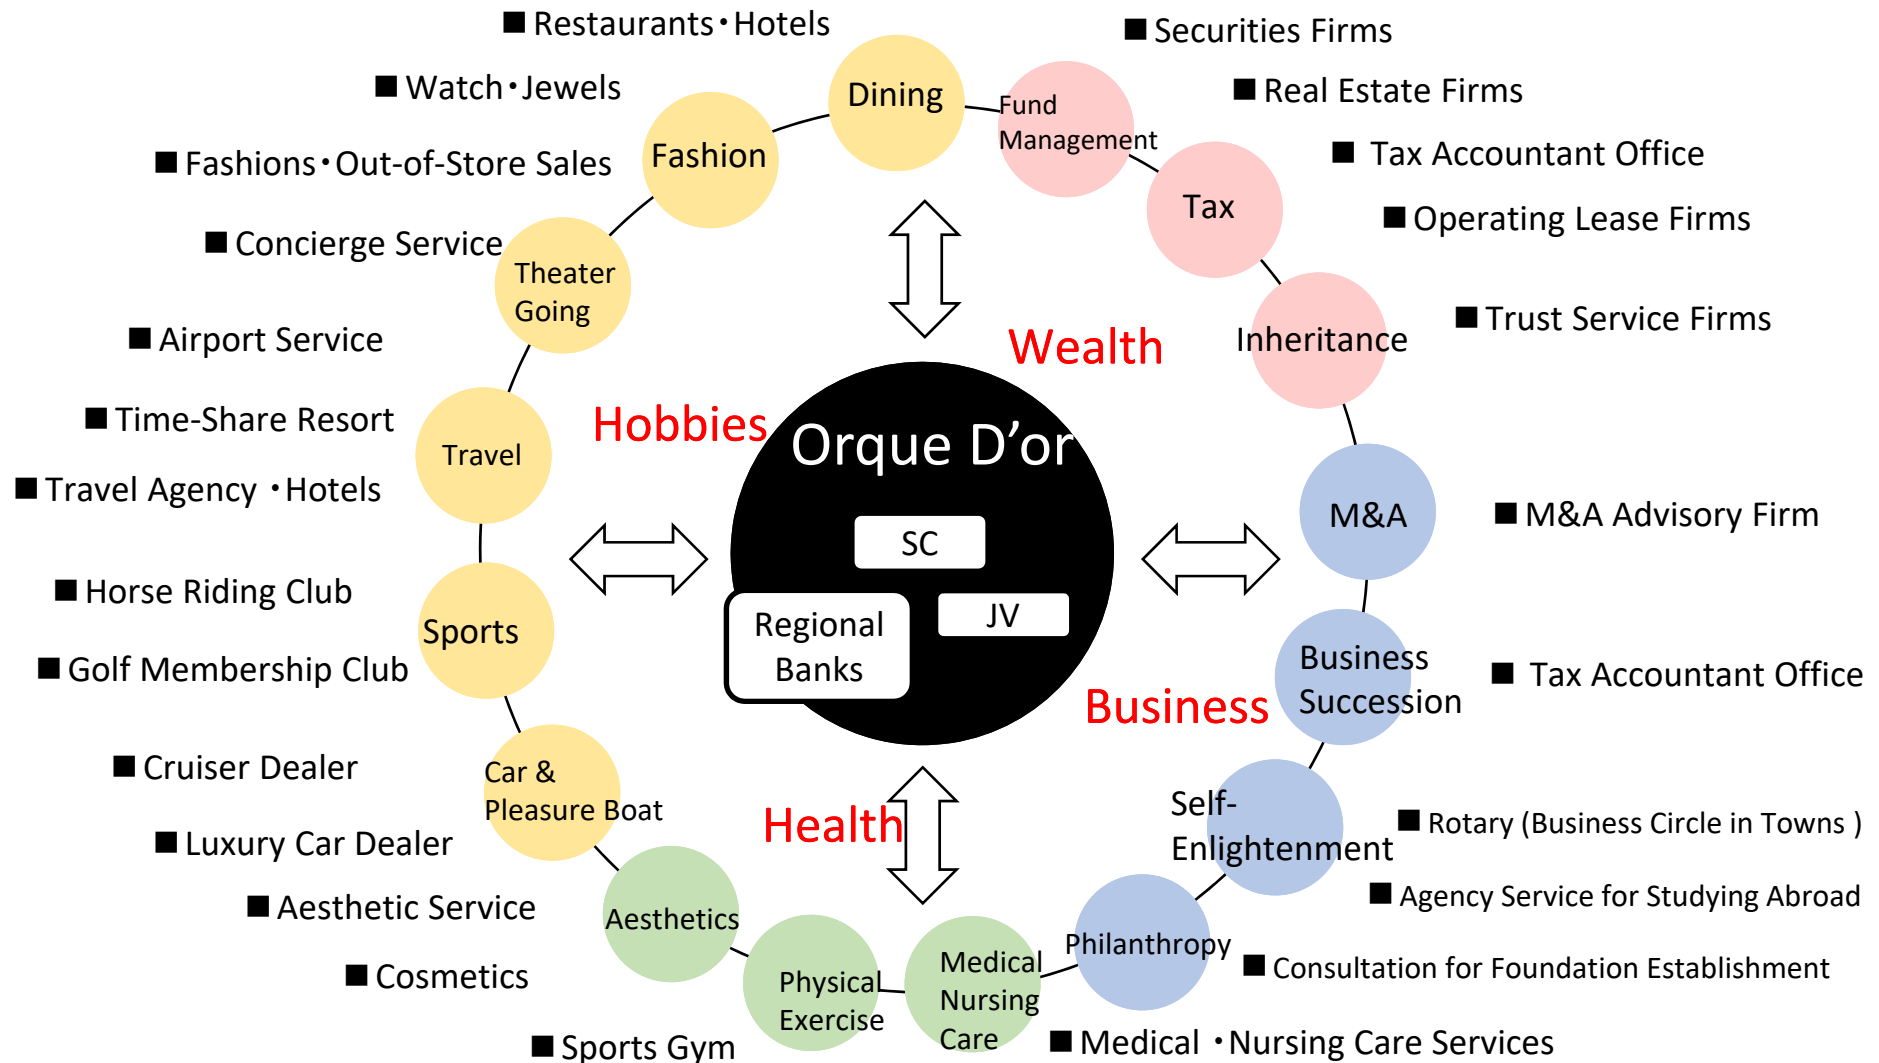 ■ Restaurants・Hotels
■ Securities Firms
■ Watch・Jewels
Dining
Fund
Management
■ Real Estate Firms
■ Fashions・Out-of-Store Sales
Fashion
■ Tax Accountant Office
Tax
■ Operating Lease Firms
■ Concierge Service
Theater
Going
■ Trust Service Firms
Inheritance
■ Airport Service
Wealth
■ Time-Share Resort
Hobbies
Travel
Orque D’or
■ Travel Agency ・Hotels
M&A
■ M&A Advisory Firm
SC
■ Horse Riding Club
Sports
Regional
Banks
JV
■ Golf Membership Club
Business
Succession
■ Tax Accountant Office
Business
■ Cruiser Dealer
Car &
Pleasure Boat
Health
Self-
Enlightenment
■ Rotary (Business Circle in Towns )
■ Luxury Car Dealer
■ Agency Service for Studying Abroad
■ Aesthetic Service
Aesthetics
Philanthropy
■ Consultation for Foundation Establishment
■ Cosmetics
Physical
Exercise
Medical
Nursing
Care
■ Sports Gym
■ Medical ・Nursing Care Services